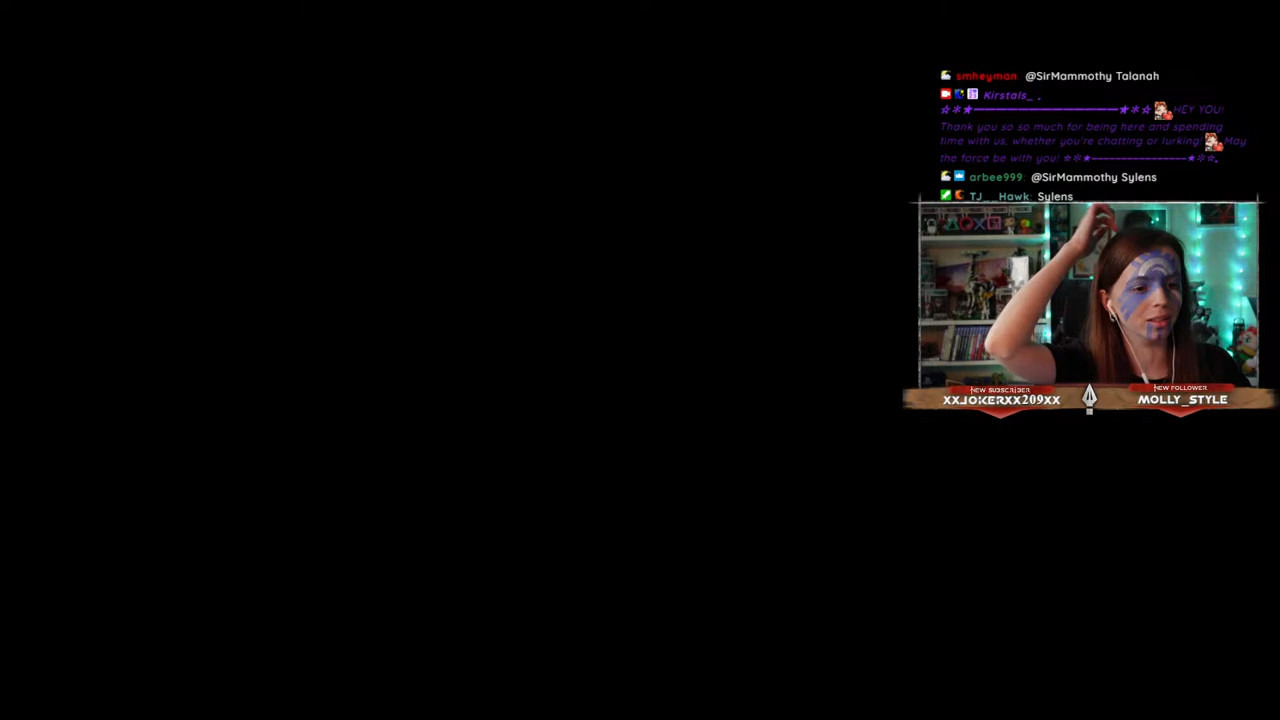 smheyman: @SirMammothy Talanah
Kirstals_ .
HEY YOU!
Thank you so so much for being here and spending
time with us, whether you're chatting or lurking! May
the force be with you!
arbee999: @SirMammothy Sylens
TJ__Hawk: Sylens
NEW SUBSCRIBER
XXJOKERXX209XX
NEW FOLLOWER
MOLLY_STYLE